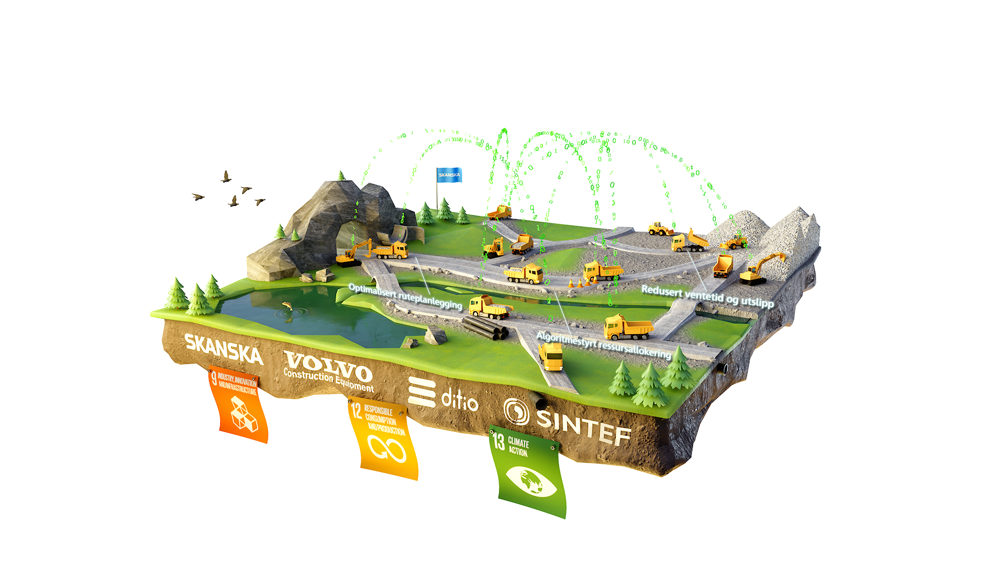 SKANSKA
Optimalisert ruteplanlegging
Redusert ventetid og utslipp
Algoritmestyrt ressursallokering
SKANSKA
VOLVO
Construction Equipment
ditio
SINTEF
9 INDUSTRY, INNOVATION
AND INFRASTRUCTURE
12 RESPONSIBLE
CONSUMPTION
AND PRODUCTION
13 CLIMATE
ACTION